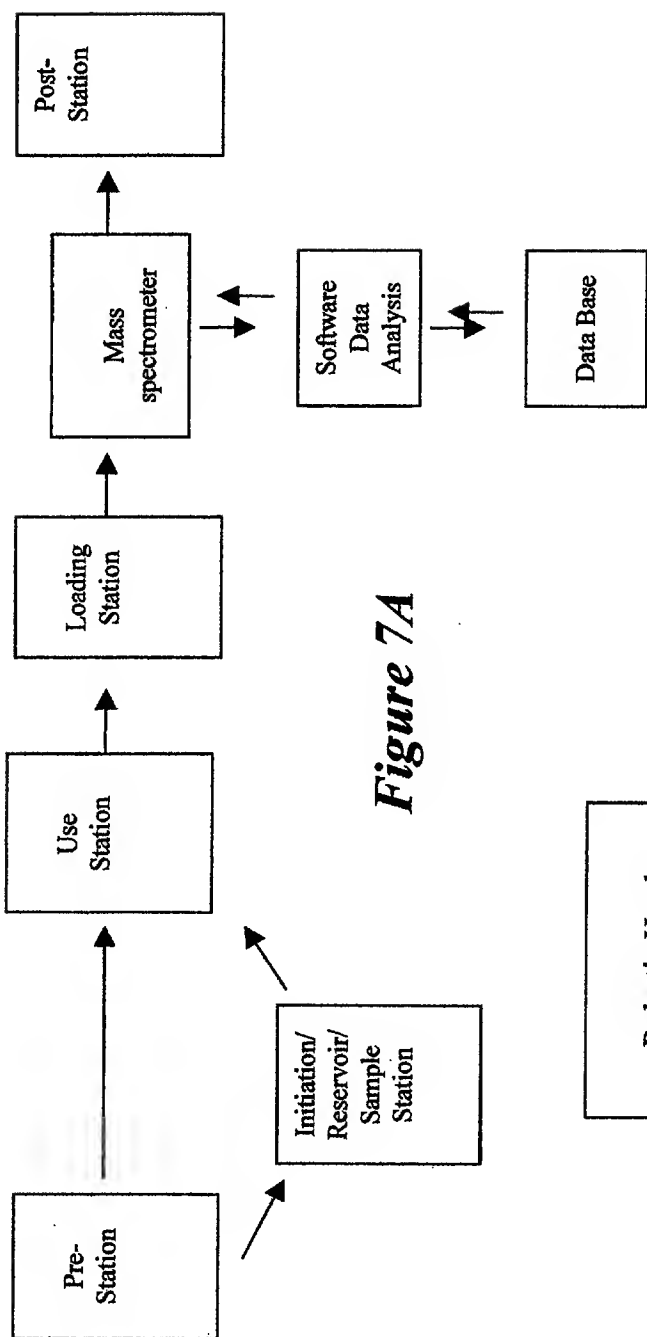 Pre-
Station
Initiation/
Reservoir/
Sample
Station
Use
Station
Loading
Station
Mass
spectrometer
Post-
Station
Software
Data
Analysis
Data Base
Figure 7A